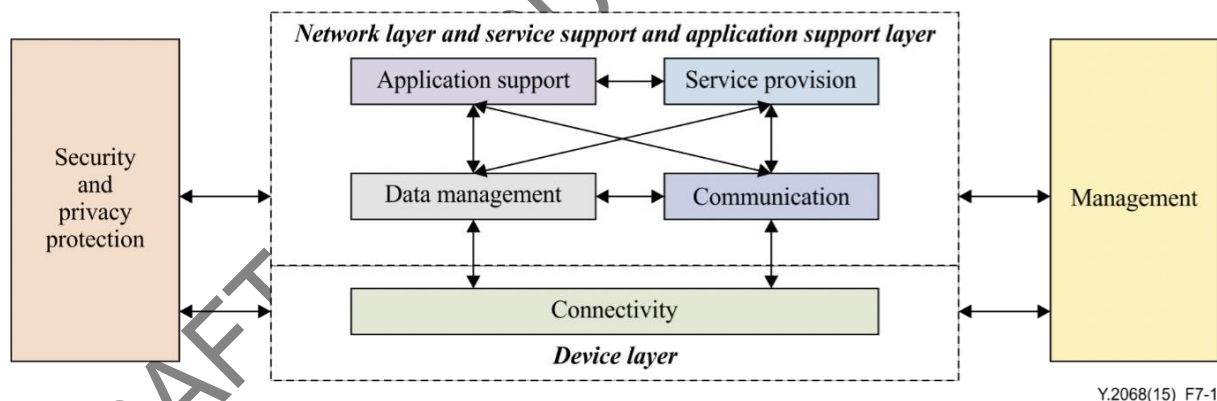 Network layer and service support and application support layer
Application support
Service provision
Security
and
privacy
protection
Data management
Communication
Management
Connectivity
Device layer
Y.2068(15)_F7-1